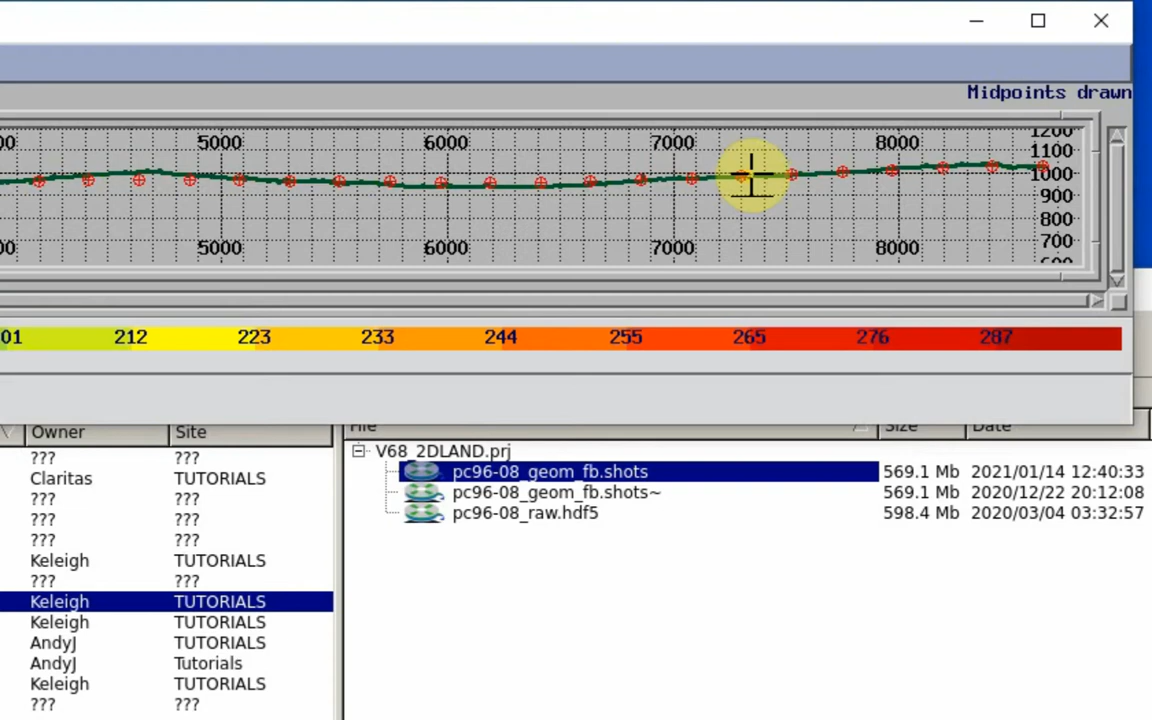 Midpoints drawn
00 5000 6000 7000 8000 1200
1100
1000
900
800
700
00 5000 6000 7000 8000 600
01 212 223 233 244 255 265 276 287
Owner Site File Size Date
??? ???
Claritas TUTORIALS
??? ???
??? ???
??? ???
Keleigh TUTORIALS
??? ???
Keleigh TUTORIALS
Keleigh TUTORIALS
AndyJ TUTORIALS
AndyJ Tutorials
Keleigh TUTORIALS
??? ???
V68_2DLAND.prj
pc96-08_geom_fb.shots 569.1 Mb 2021/01/14 12:40:33
pc96-08_geom_fb.shots~ 569.1 Mb 2020/12/22 20:12:08
pc96-08_raw.hdf5 598.4 Mb 2020/03/04 03:32:57